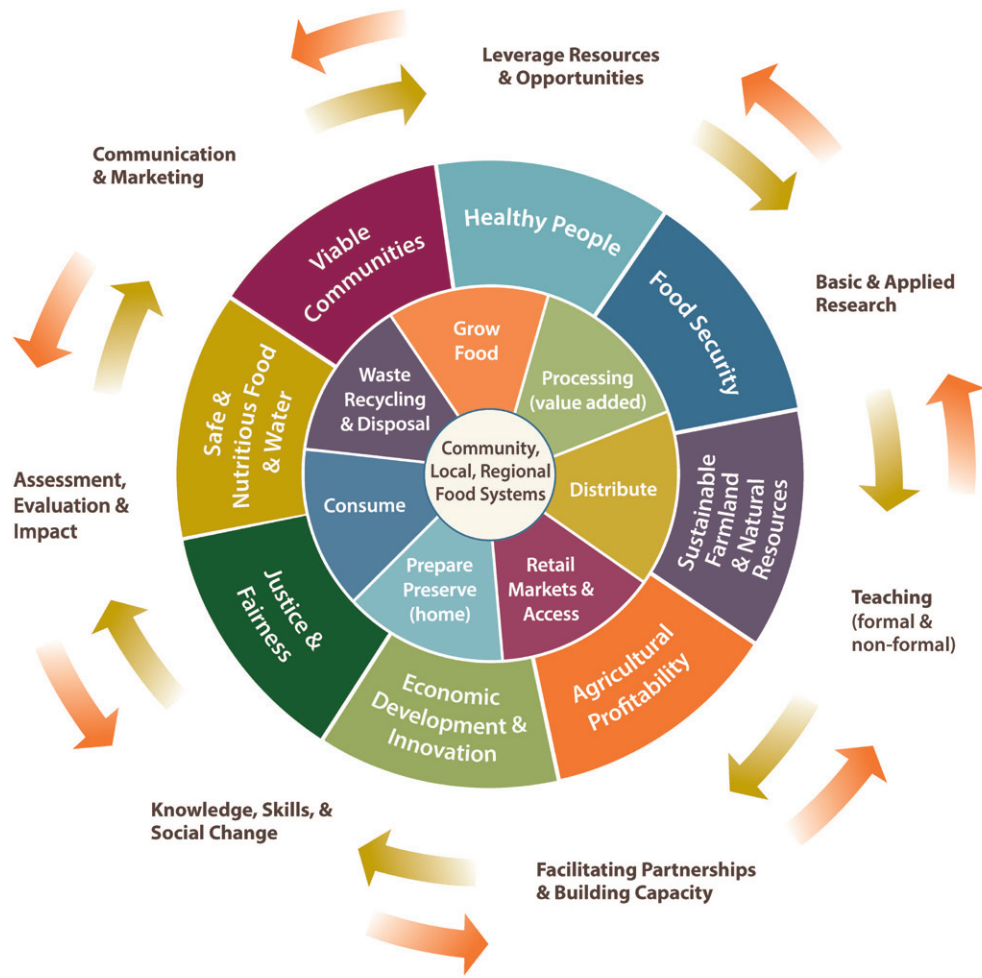 Leverage Resources
& Opportunities
Communication
& Marketing
Basic & Applied
Research
Assessment,
Evaluation &
Impact
Teaching
(formal &
non-formal)
Knowledge, Skills, &
Social Change
Facilitating Partnerships
& Building Capacity
Healthy People
Food Security
Sustainable
Farmland
& Natural
Resources
Agricultural
Profitability
Economic
Development &
Innovation
Justice &
Fairness
Safe &
Nutritious Food
& Water
Viable
Communities
Grow
Food
Processing
(value added)
Distribute
Retail
Markets &
Access
Prepare
Preserve
(home)
Consume
Waste
Recycling
& Disposal
Community,
Local, Regional
Food Systems